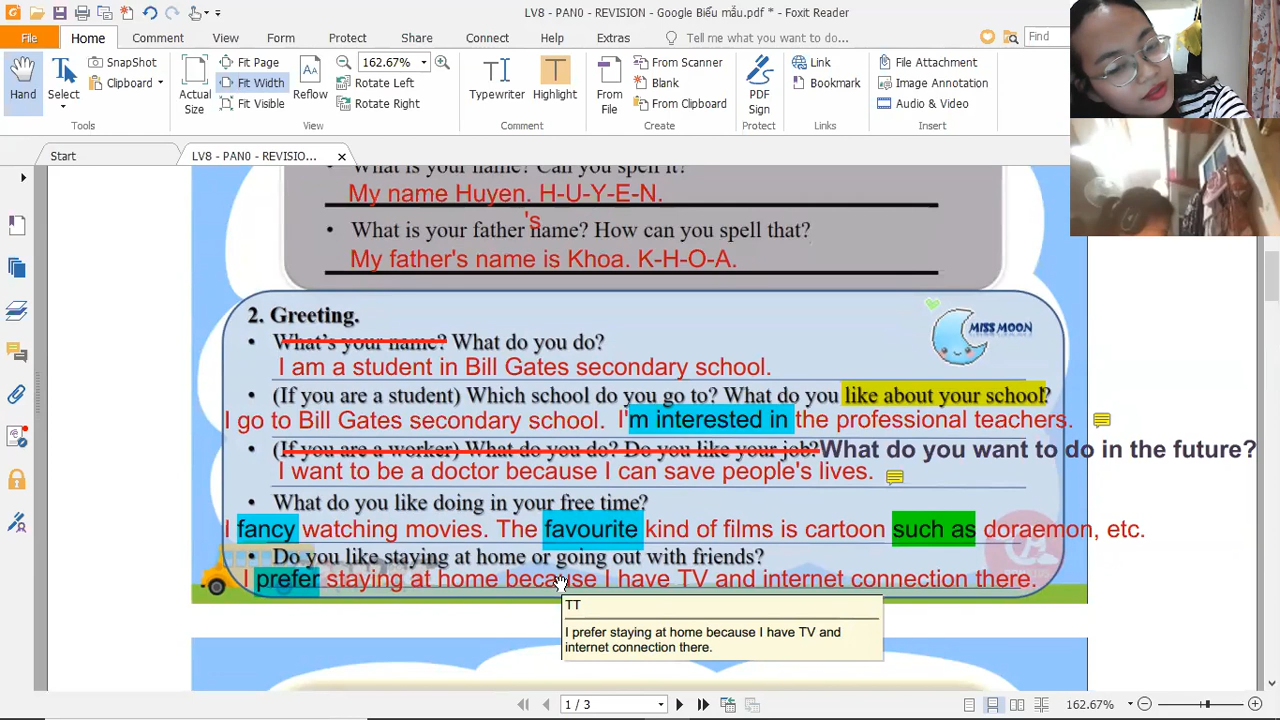 LV8 - PAN0 - REVISION - Google Biểu mẫu.pdf * - Foxit Reader
File Home Comment View Form Protect Share Connect Help Extras Tell me what you want to do... Find
Hand
Select
SnapShot
Clipboard
Actual Size
Fit Page
Fit Width
Fit Visible
Reflow
162.67%
Rotate Left
Rotate Right
Typewriter
Highlight
From File
From Scanner
Blank
From Clipboard
PDF Sign
Link
Bookmark
File Attachment
Image Annotation
Audio & Video
Tools View Comment Create Protect Links Insert
Start LV8 - PAN0 - REVISIO...
• What is your name? Can you spell it?
My name Huyen. H-U-Y-E-N.
's
• What is your father name? How can you spell that?
My father's name is Khoa. K-H-O-A.
2. Greeting.
MISS MOON
• What's your name? What do you do?
I am a student in Bill Gates secondary school.
• (If you are a student) Which school do you go to? What do you like about your school?
I go to Bill Gates secondary school. I'm interested in the professional teachers.
• (If you are a worker) What do you do? Do you like your job? What do you want to do in the future?
I want to be a doctor because I can save people's lives.
• What do you like doing in your free time?
I fancy watching movies. The favourite kind of films is cartoon such as doraemon, etc.
• Do you like staying at home or going out with friends?
I prefer staying at home because I have TV and internet connection there.
TT
I prefer staying at home because I have TV and
internet connection there.
1 / 3 162.67%